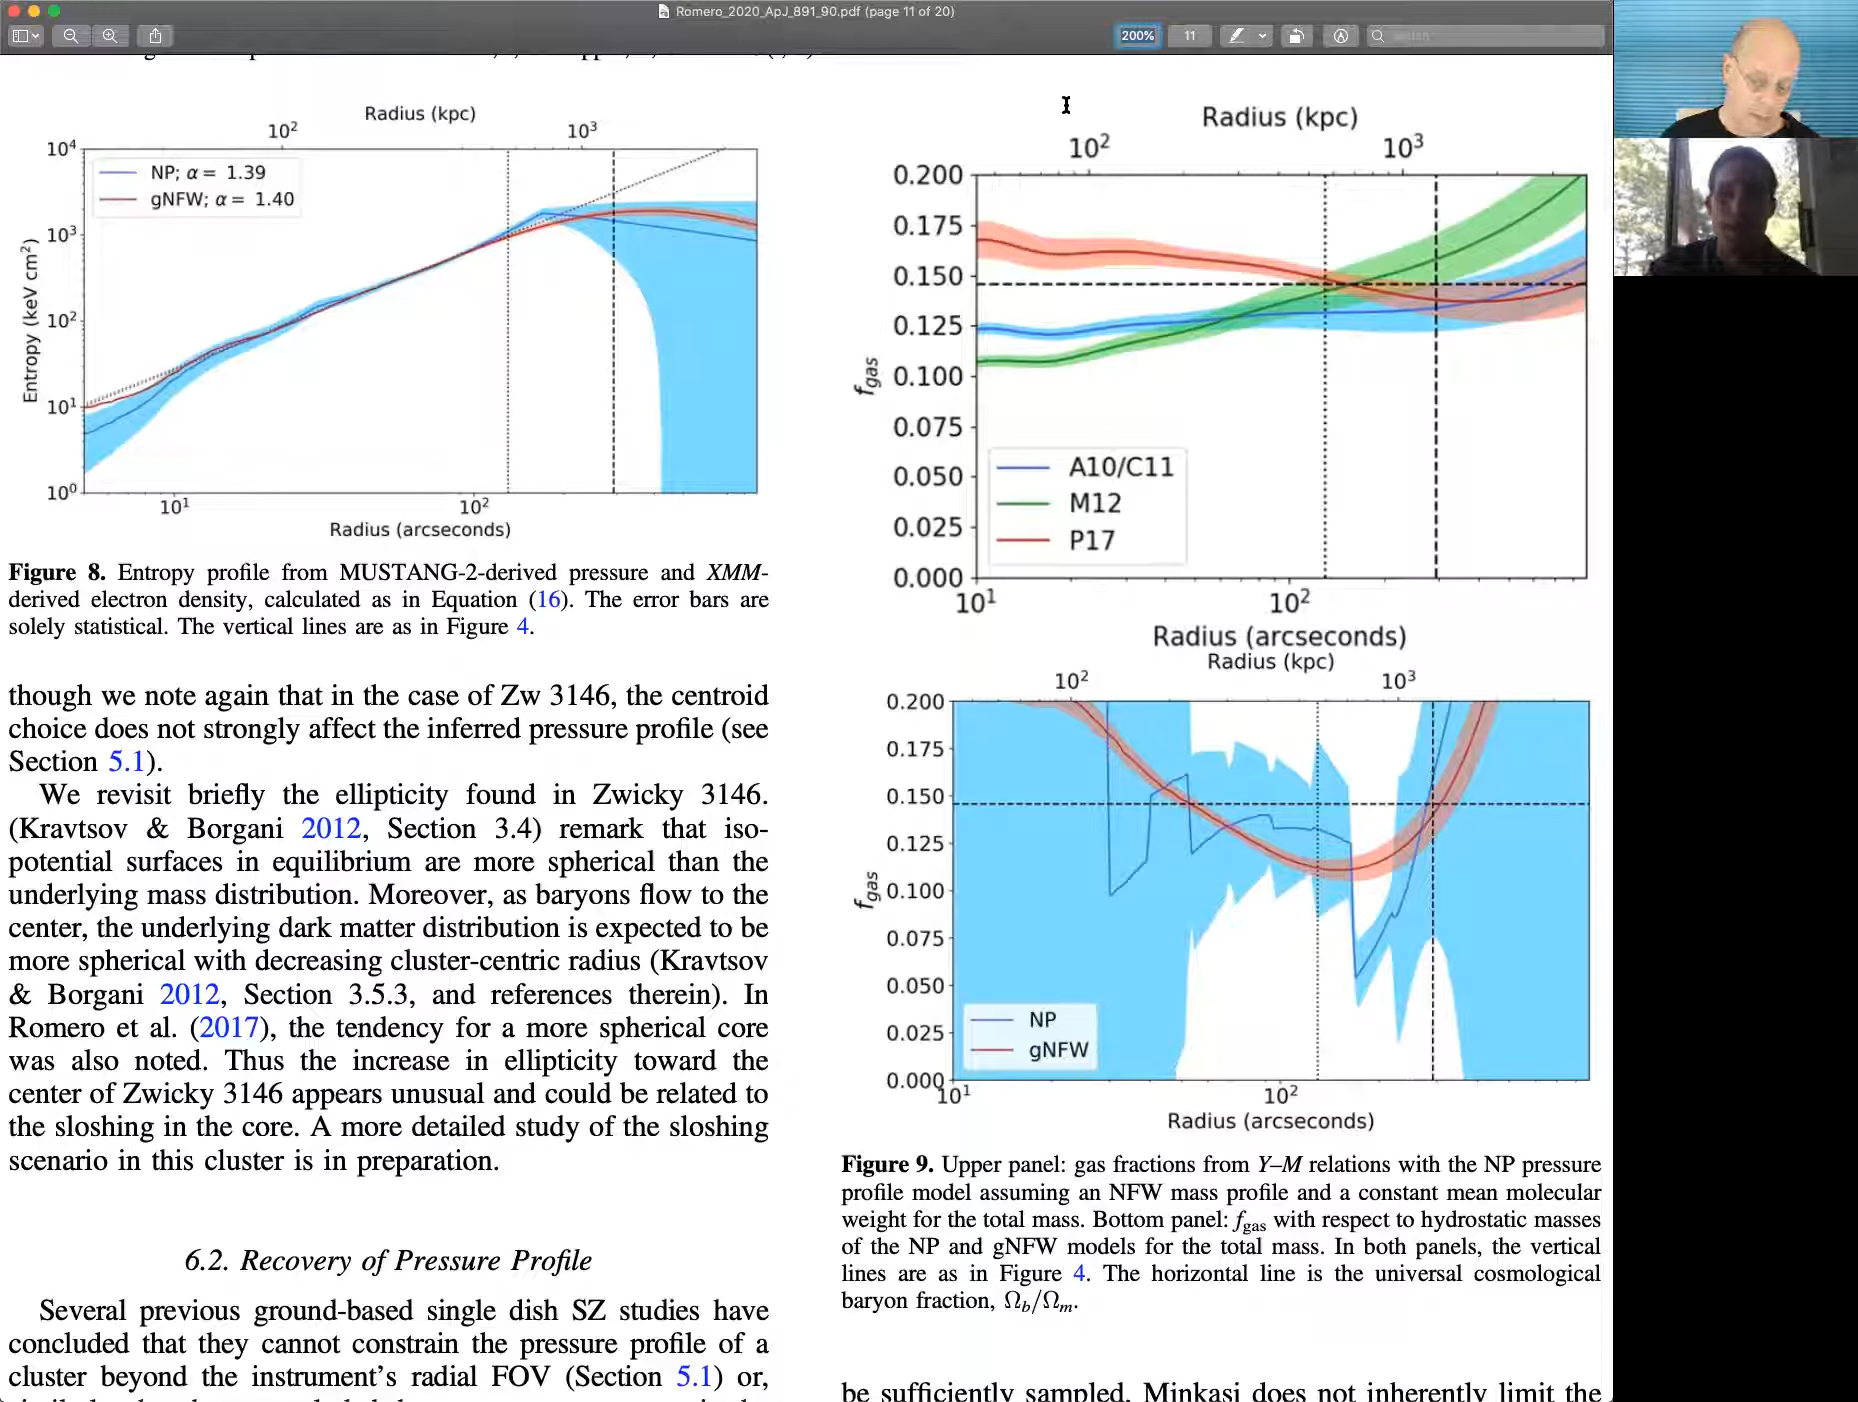 Romero_2020_ApJ_891_90.pdf (page 11 of 20)
200%
11
Radius (kpc)
10² 10³
10⁴
10³
10²
10¹
10⁰
Entropy (keV cm²)
NP; α = 1.39
gNFW; α = 1.40
10¹ 10²
Radius (arcseconds)
Figure 8. Entropy profile from MUSTANG-2-derived pressure and XMM-
derived electron density, calculated as in Equation (16). The error bars are
solely statistical. The vertical lines are as in Figure 4.
though we note again that in the case of Zw 3146, the centroid
choice does not strongly affect the inferred pressure profile (see
Section 5.1).
We revisit briefly the ellipticity found in Zwicky 3146.
(Kravtsov & Borgani 2012, Section 3.4) remark that iso-
potential surfaces in equilibrium are more spherical than the
underlying mass distribution. Moreover, as baryons flow to the
center, the underlying dark matter distribution is expected to be
more spherical with decreasing cluster-centric radius (Kravtsov
& Borgani 2012, Section 3.5.3, and references therein). In
Romero et al. (2017), the tendency for a more spherical core
was also noted. Thus the increase in ellipticity toward the
center of Zwicky 3146 appears unusual and could be related to
the sloshing in the core. A more detailed study of the sloshing
scenario in this cluster is in preparation.
6.2. Recovery of Pressure Profile
Several previous ground-based single dish SZ studies have
concluded that they cannot constrain the pressure profile of a
cluster beyond the instrument's radial FOV (Section 5.1) or,
Radius (kpc)
10² 10³
0.200
0.175
0.150
0.125
0.100
0.075
0.050
0.025
0.000
f_gas
A10/C11
M12
P17
10¹ 10²
Radius (arcseconds)
Radius (kpc)
10² 10³
0.200
0.175
0.150
0.125
0.100
0.075
0.050
0.025
0.000
f_gas
NP
gNFW
10¹ 10²
Radius (arcseconds)
Figure 9. Upper panel: gas fractions from Y–M relations with the NP pressure
profile model assuming an NFW mass profile and a constant mean molecular
weight for the total mass. Bottom panel: f_gas with respect to hydrostatic masses
of the NP and gNFW models for the total mass. In both panels, the vertical
lines are as in Figure 4. The horizontal line is the universal cosmological
baryon fraction, Ω_b/Ω_m.
be sufficiently sampled. Minkasi does not inherently limit the